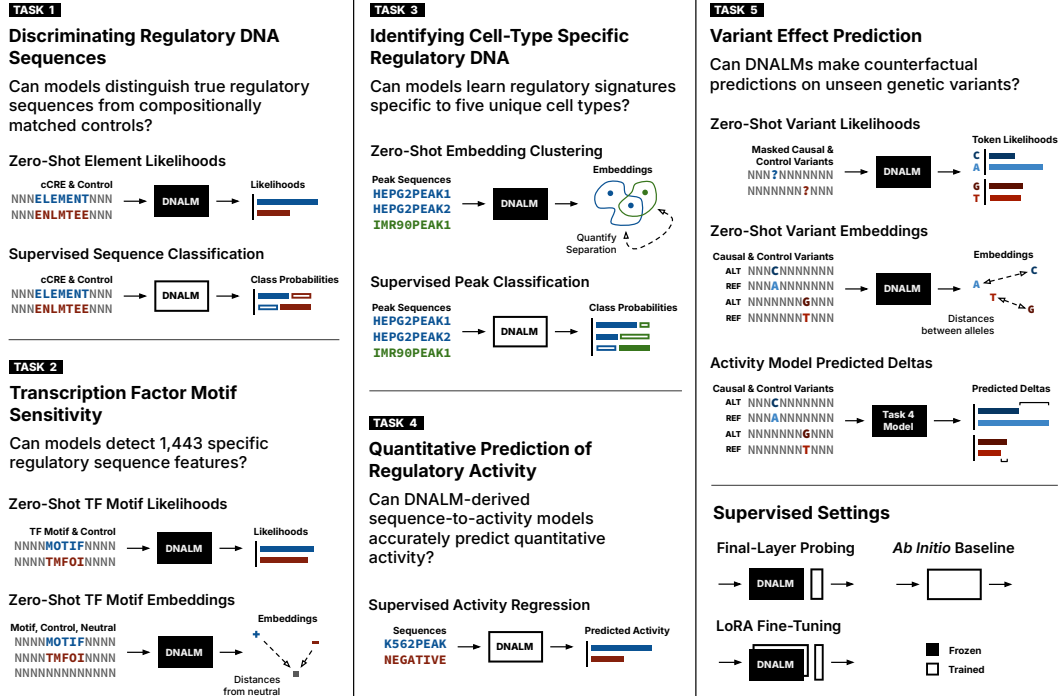 TASK 1
Discriminating Regulatory DNA
Sequences
Can models distinguish true regulatory
sequences from compositionally
matched controls?
Zero-Shot Element Likelihoods
cCRE & Control
NNNELEMENTNNN
NNNENLMTEENNN
DNALM
Likelihoods
Supervised Sequence Classification
cCRE & Control
NNNELEMENTNNN
NNNENLMTEENNN
DNALM
Class Probabilities
TASK 2
Transcription Factor Motif
Sensitivity
Can models detect 1,443 specific
regulatory sequence features?
Zero-Shot TF Motif Likelihoods
TF Motif & Control
NNNNMOTIFNNNN
NNNNTMFOINNNN
DNALM
Likelihoods
Zero-Shot TF Motif Embeddings
Motif, Control, Neutral
NNNNMOTIFNNNN
NNNNTMFOINNNN
NNNNNNNNNNNNN
DNALM
Embeddings
+
-
Distances
from neutral
TASK 3
Identifying Cell-Type Specific
Regulatory DNA
Can models learn regulatory signatures
specific to five unique cell types?
Zero-Shot Embedding Clustering
Peak Sequences
HEPG2PEAK1
HEPG2PEAK2
IMR90PEAK1
DNALM
Embeddings
Quantify
Separation
Supervised Peak Classification
Peak Sequences
HEPG2PEAK1
HEPG2PEAK2
IMR90PEAK1
DNALM
Class Probabilities
TASK 4
Quantitative Prediction of
Regulatory Activity
Can DNALM-derived
sequence-to-activity models
accurately predict quantitative
activity?
Supervised Activity Regression
Sequences
K562PEAK
NEGATIVE
DNALM
Predicted Activity
TASK 5
Variant Effect Prediction
Can DNALMs make counterfactual
predictions on unseen genetic variants?
Zero-Shot Variant Likelihoods
Masked Causal &
Control Variants
NNN?NNNNNNN
NNNNNNN?NNN
DNALM
Token Likelihoods
C
A
G
T
Zero-Shot Variant Embeddings
Causal & Control Variants
ALT NNNCNNNNNNN
REF NNNANNNNNNN
ALT NNNNNNNGNNN
REF NNNNNNNTNNN
DNALM
Embeddings
C
A
T
G
Distances
between alleles
Activity Model Predicted Deltas
Causal & Control Variants
ALT NNNCNNNNNNN
REF NNNANNNNNNN
ALT NNNNNNNGNNN
REF NNNNNNNTNNN
Task 4
Model
Predicted Deltas
Supervised Settings
Final-Layer Probing
DNALM
Ab Initio Baseline
LoRA Fine-Tuning
DNALM
Frozen
Trained